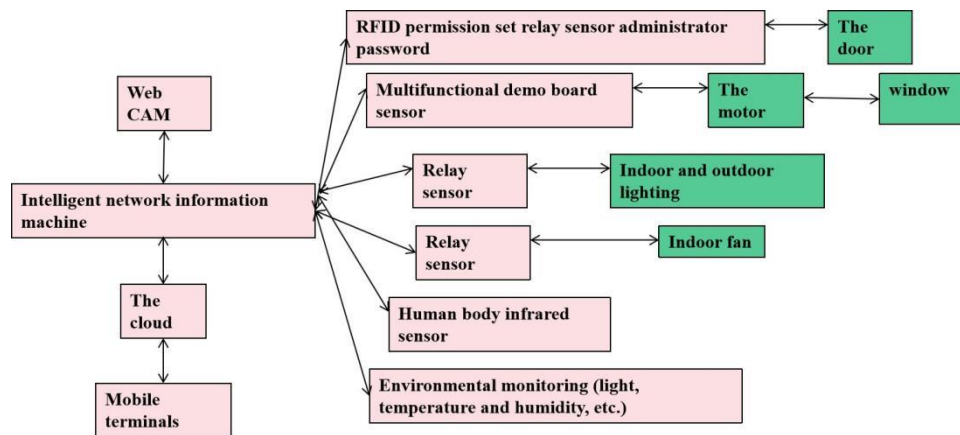 RFID permission set relay sensor administrator
password
The
door
Web
CAM
Multifunctional demo board
sensor
The
motor
window
Intelligent network information
machine
Relay
sensor
Indoor and outdoor
lighting
Relay
sensor
Indoor fan
The
cloud
Human body infrared
sensor
Mobile
terminals
Environmental monitoring (light,
temperature and humidity, etc.)